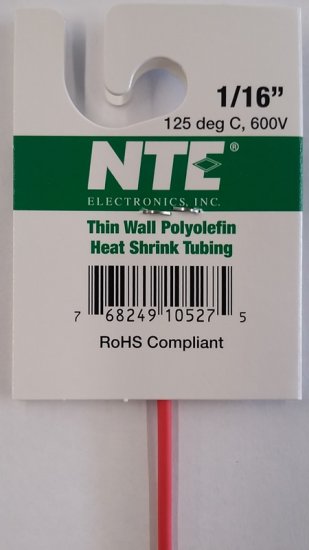 1/16”
125 deg C, 600V
NTE®
ELECTRONICS, INC.
Thin Wall Polyolefin
Heat Shrink Tubing
7 68249 10527 5
RoHS Compliant